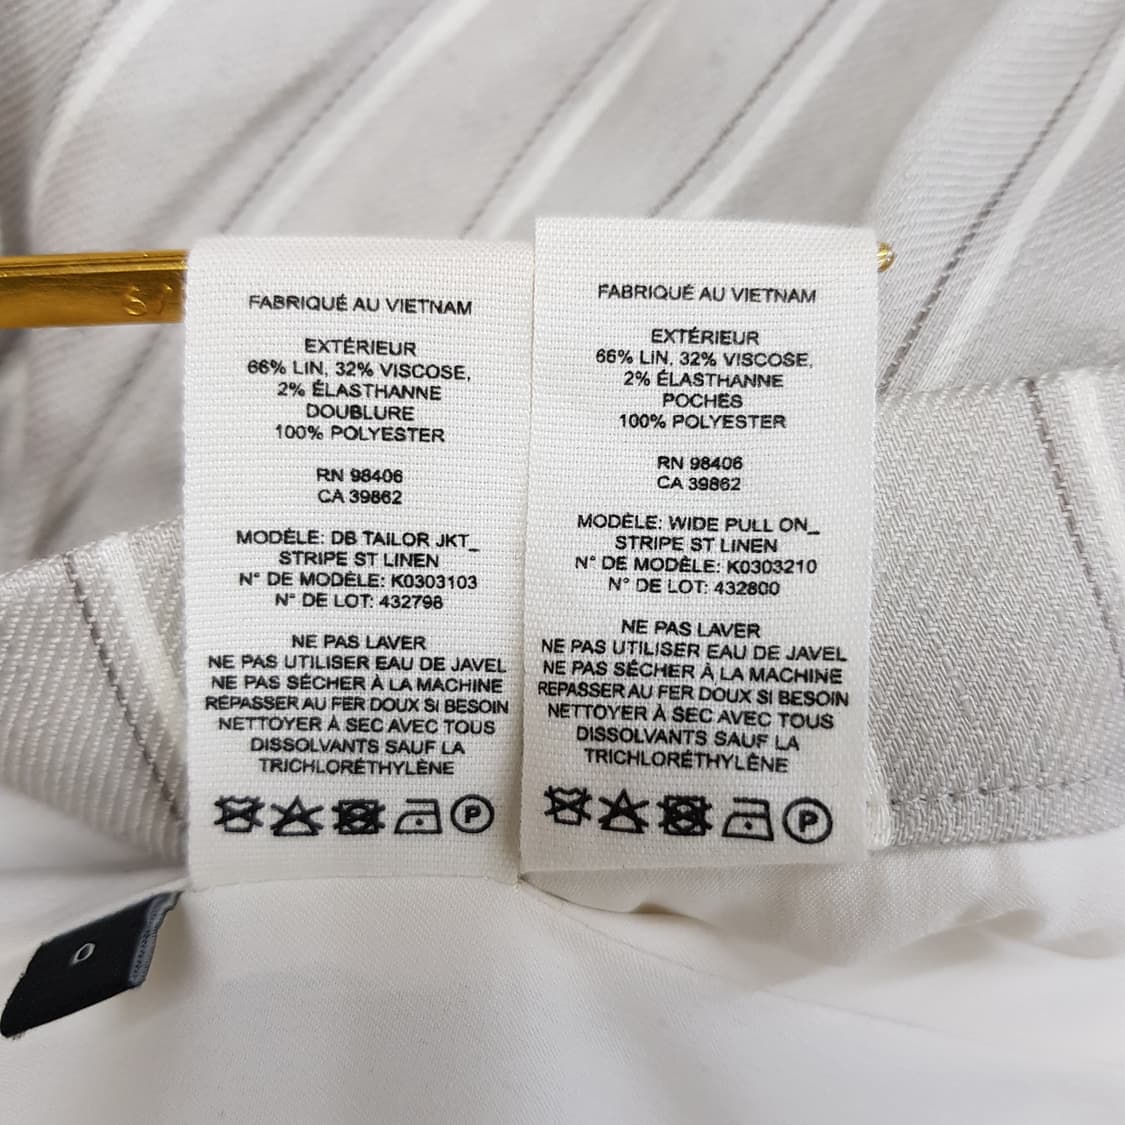 FABRIQUÉ AU VIETNAM
EXTÉRIEUR
66% LIN, 32% VISCOSE,
2% ÉLASTHANNE
DOUBLURE
100% POLYESTER
RN 98406
CA 39862
MODÈLE: DB TAILOR JKT_
STRIPE ST LINEN
N° DE MODÈLE: K0303103
N° DE LOT: 432798
NE PAS LAVER
NE PAS UTILISER EAU DE JAVEL
NE PAS SÉCHER À LA MACHINE
REPASSER AU FER DOUX SI BESOIN
NETTOYER À SEC AVEC TOUS
DISSOLVANTS SAUF LA
TRICHLORÉTHYLÈNE
P
FABRIQUÉ AU VIETNAM
EXTÉRIEUR
66% LIN, 32% VISCOSE,
2% ÉLASTHANNE
POCHES
100% POLYESTER
RN 98406
CA 39862
MODÈLE: WIDE PULL ON_
STRIPE ST LINEN
N° DE MODÈLE: K0303210
N° DE LOT: 432800
NE PAS LAVER
NE PAS UTILISER EAU DE JAVEL
NE PAS SÉCHER À LA MACHINE
REPASSER AU FER DOUX SI BESOIN
NETTOYER À SEC AVEC TOUS
DISSOLVANTS SAUF LA
TRICHLORÉTHYLÈNE
P
0